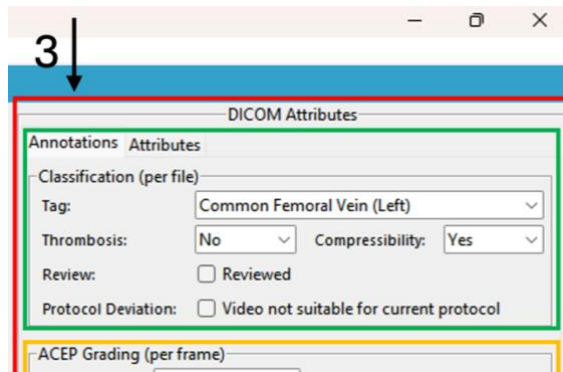 3
DICOM Attributes
Annotations Attributes
Classification (per file)
Tag: Common Femoral Vein (Left)
Thrombosis: No Compressibility: Yes
Review: Reviewed
Protocol Deviation: Video not suitable for current protocol
ACEP Grading (per frame)